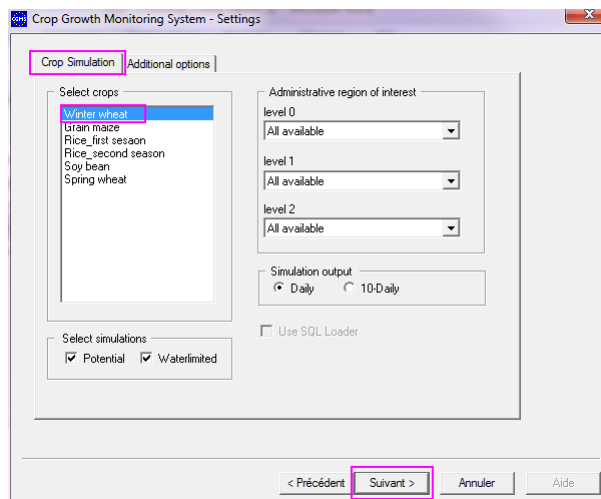 CGMS Crop Growth Monitoring System - Settings
X
Crop Simulation
Additional options
Select crops
Winter wheat
Grain maize
Rice_first sesaon
Rice_second season
Soy bean
Spring wheat
Select simulations
Potential
Waterlimited
Administrative region of interest
level 0
All available
level 1
All available
level 2
All available
Simulation output
Daily
10-Daily
Use SQL Loader
< Précédent
Suivant >
Annuler
Aide